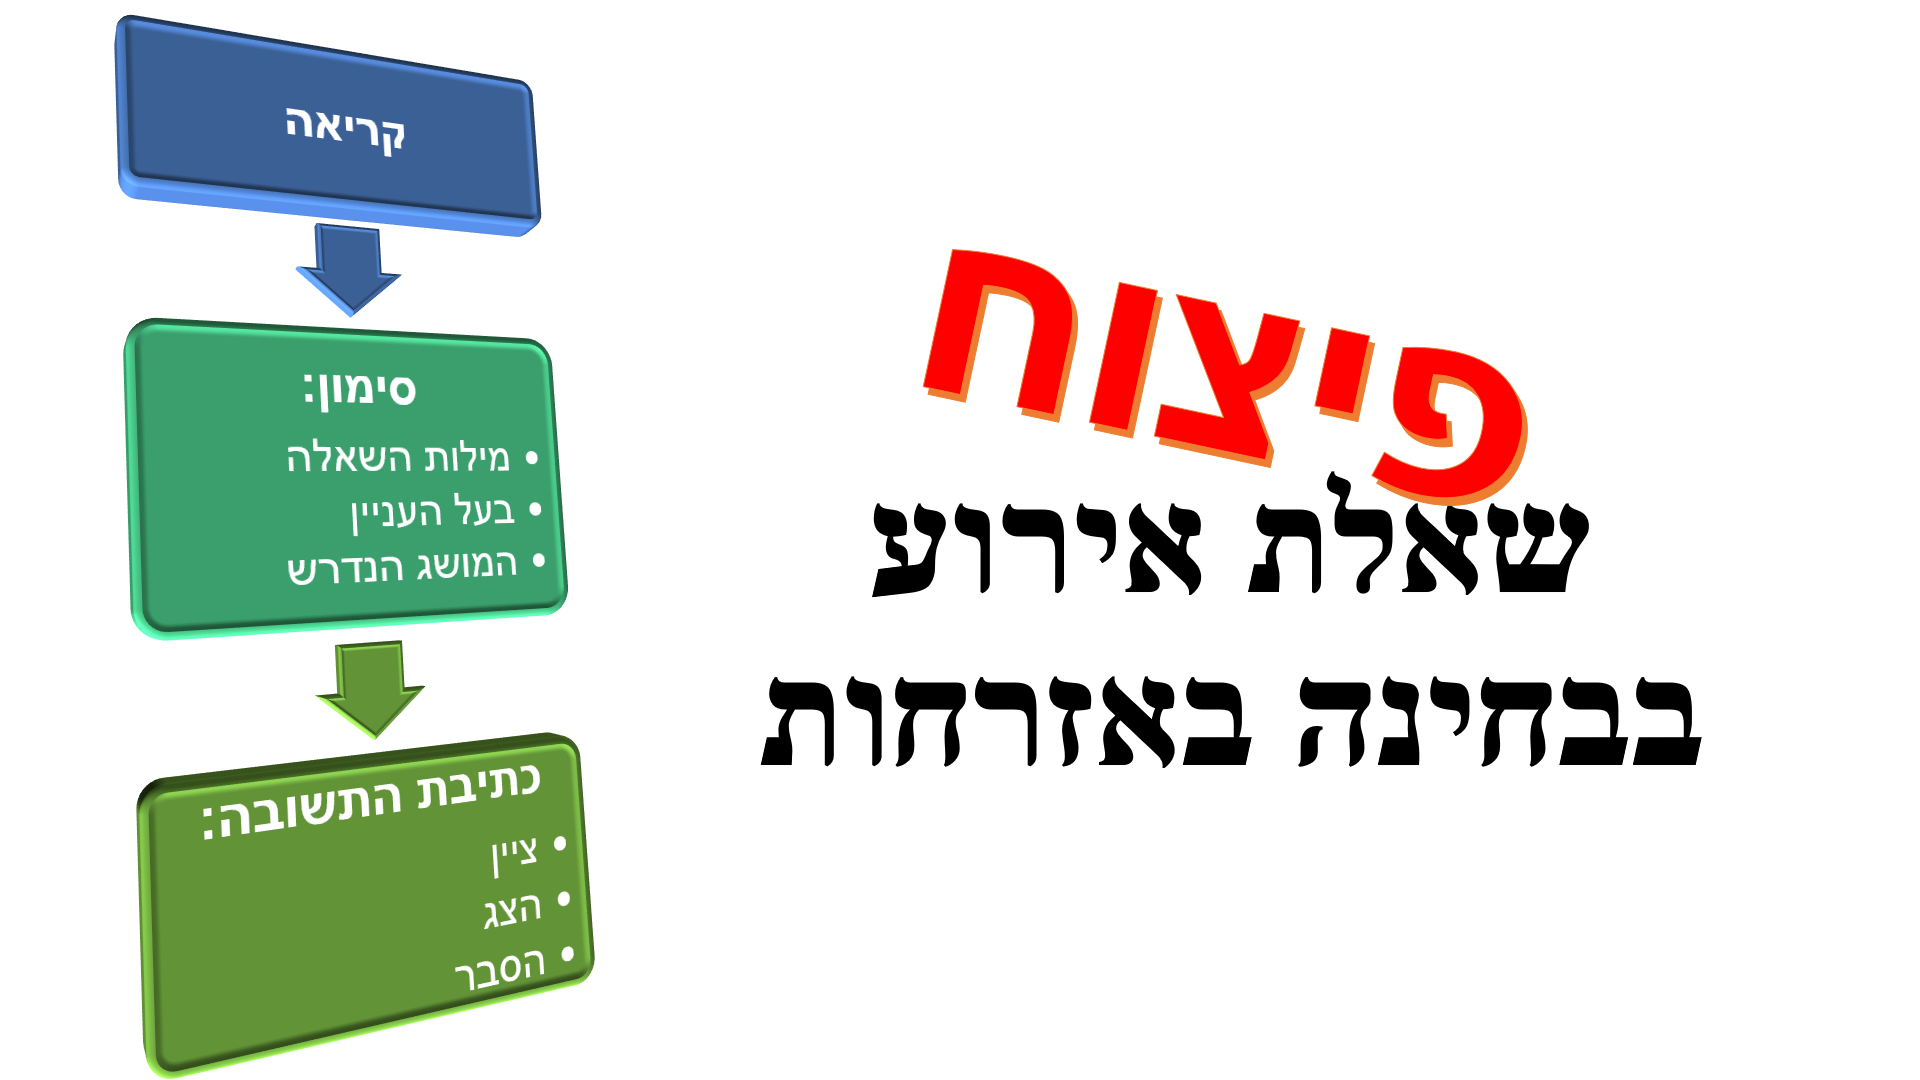 פיצוח
שאלת אירוע
בבחינה באזרחות
קריאה
סימון:
• מילות השאלה
• בעל העניין
• המושג הנדרש
כתיבת התשובה:
• ציין
• הצג
• הסבר